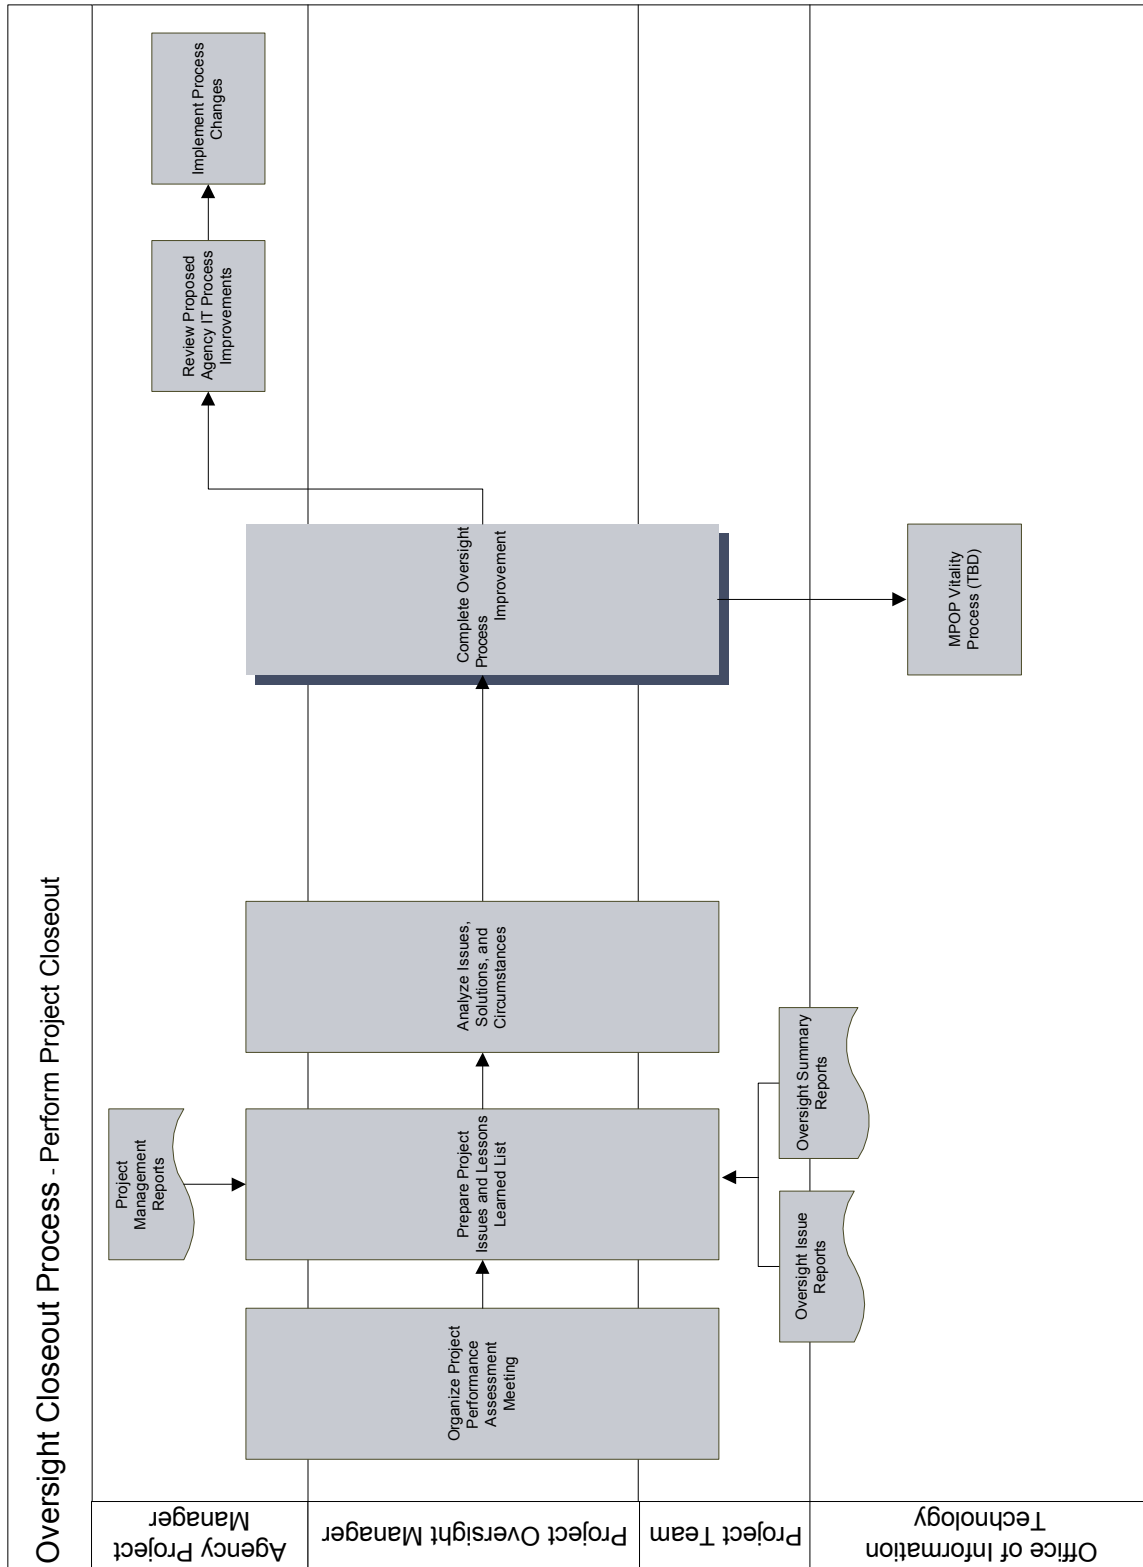 Oversight Closeout Process - Perform Project Closeout
Agency Project
Manager
Project Oversight Manager
Project Team
Office of Information
Technology
Organize Project
Performance
Assessment
Meeting
Project
Management
Reports
Prepare Project
Issues and Lessons
Learned List
Oversight Issue
Reports
Oversight Summary
Reports
Analyze Issues,
Solutions, and
Circumstances
Complete Oversight
Process
Improvement
MPOP Vitality
Process (TBD)
Review Proposed
Agency IT Process
Improvements
Implement Process
Changes